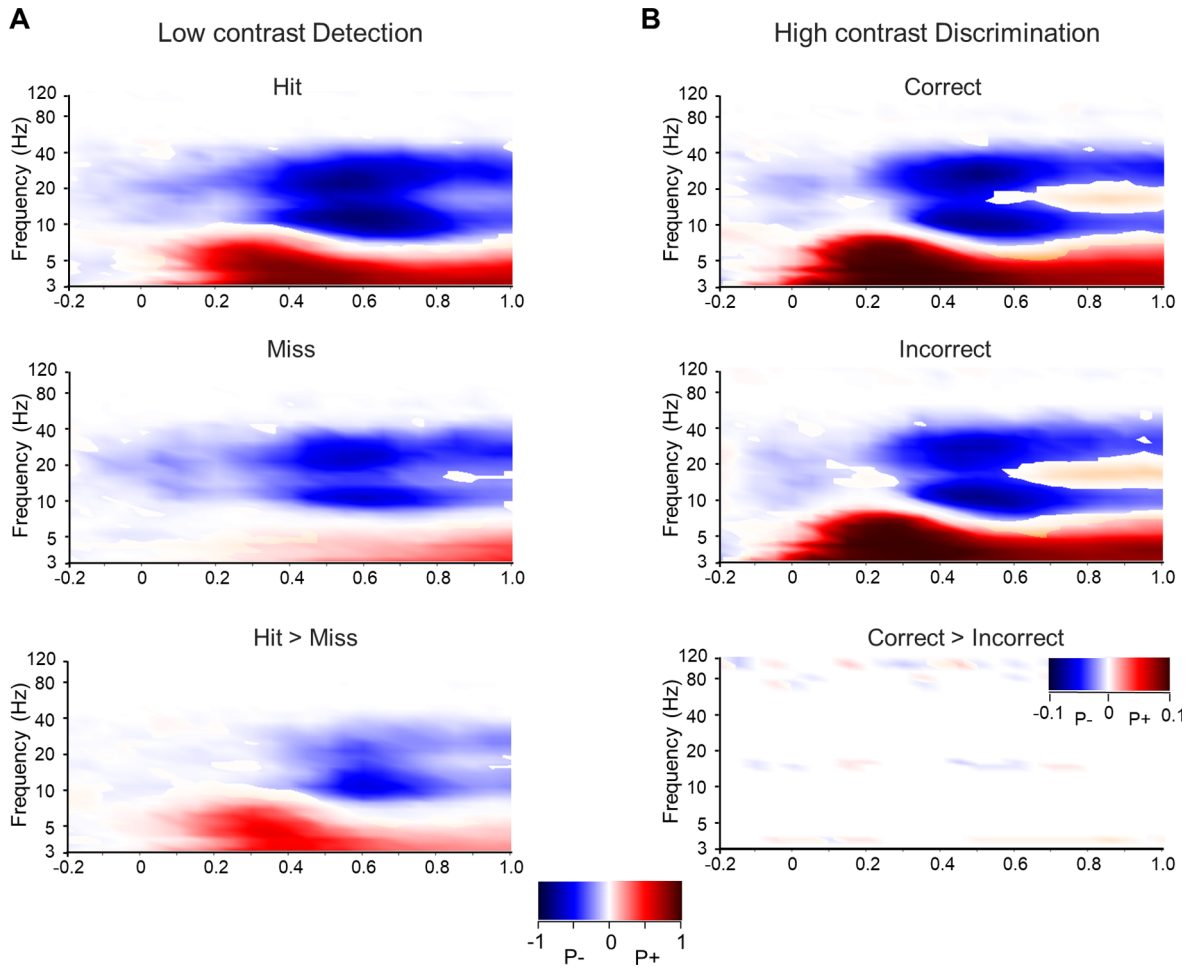 A
Low contrast Detection
Hit
Frequency (Hz)
120
80
40
20
10
5
3
-0.2 0 0.2 0.4 0.6 0.8 1.0
Miss
Frequency (Hz)
120
80
40
20
10
5
3
-0.2 0 0.2 0.4 0.6 0.8 1.0
Hit > Miss
Frequency (Hz)
120
80
40
20
10
5
3
-0.2 0 0.2 0.4 0.6 0.8 1.0
-1 0 1
P- P+
B
High contrast Discrimination
Correct
Frequency (Hz)
120
80
40
20
10
5
3
-0.2 0 0.2 0.4 0.6 0.8 1.0
Incorrect
Frequency (Hz)
120
80
40
20
10
5
3
-0.2 0 0.2 0.4 0.6 0.8 1.0
Correct > Incorrect
Frequency (Hz)
120
80
40
20
10
5
3
-0.2 0 0.2 0.4 0.6 0.8 1.0
-0.1 P- 0 P+ 0.1